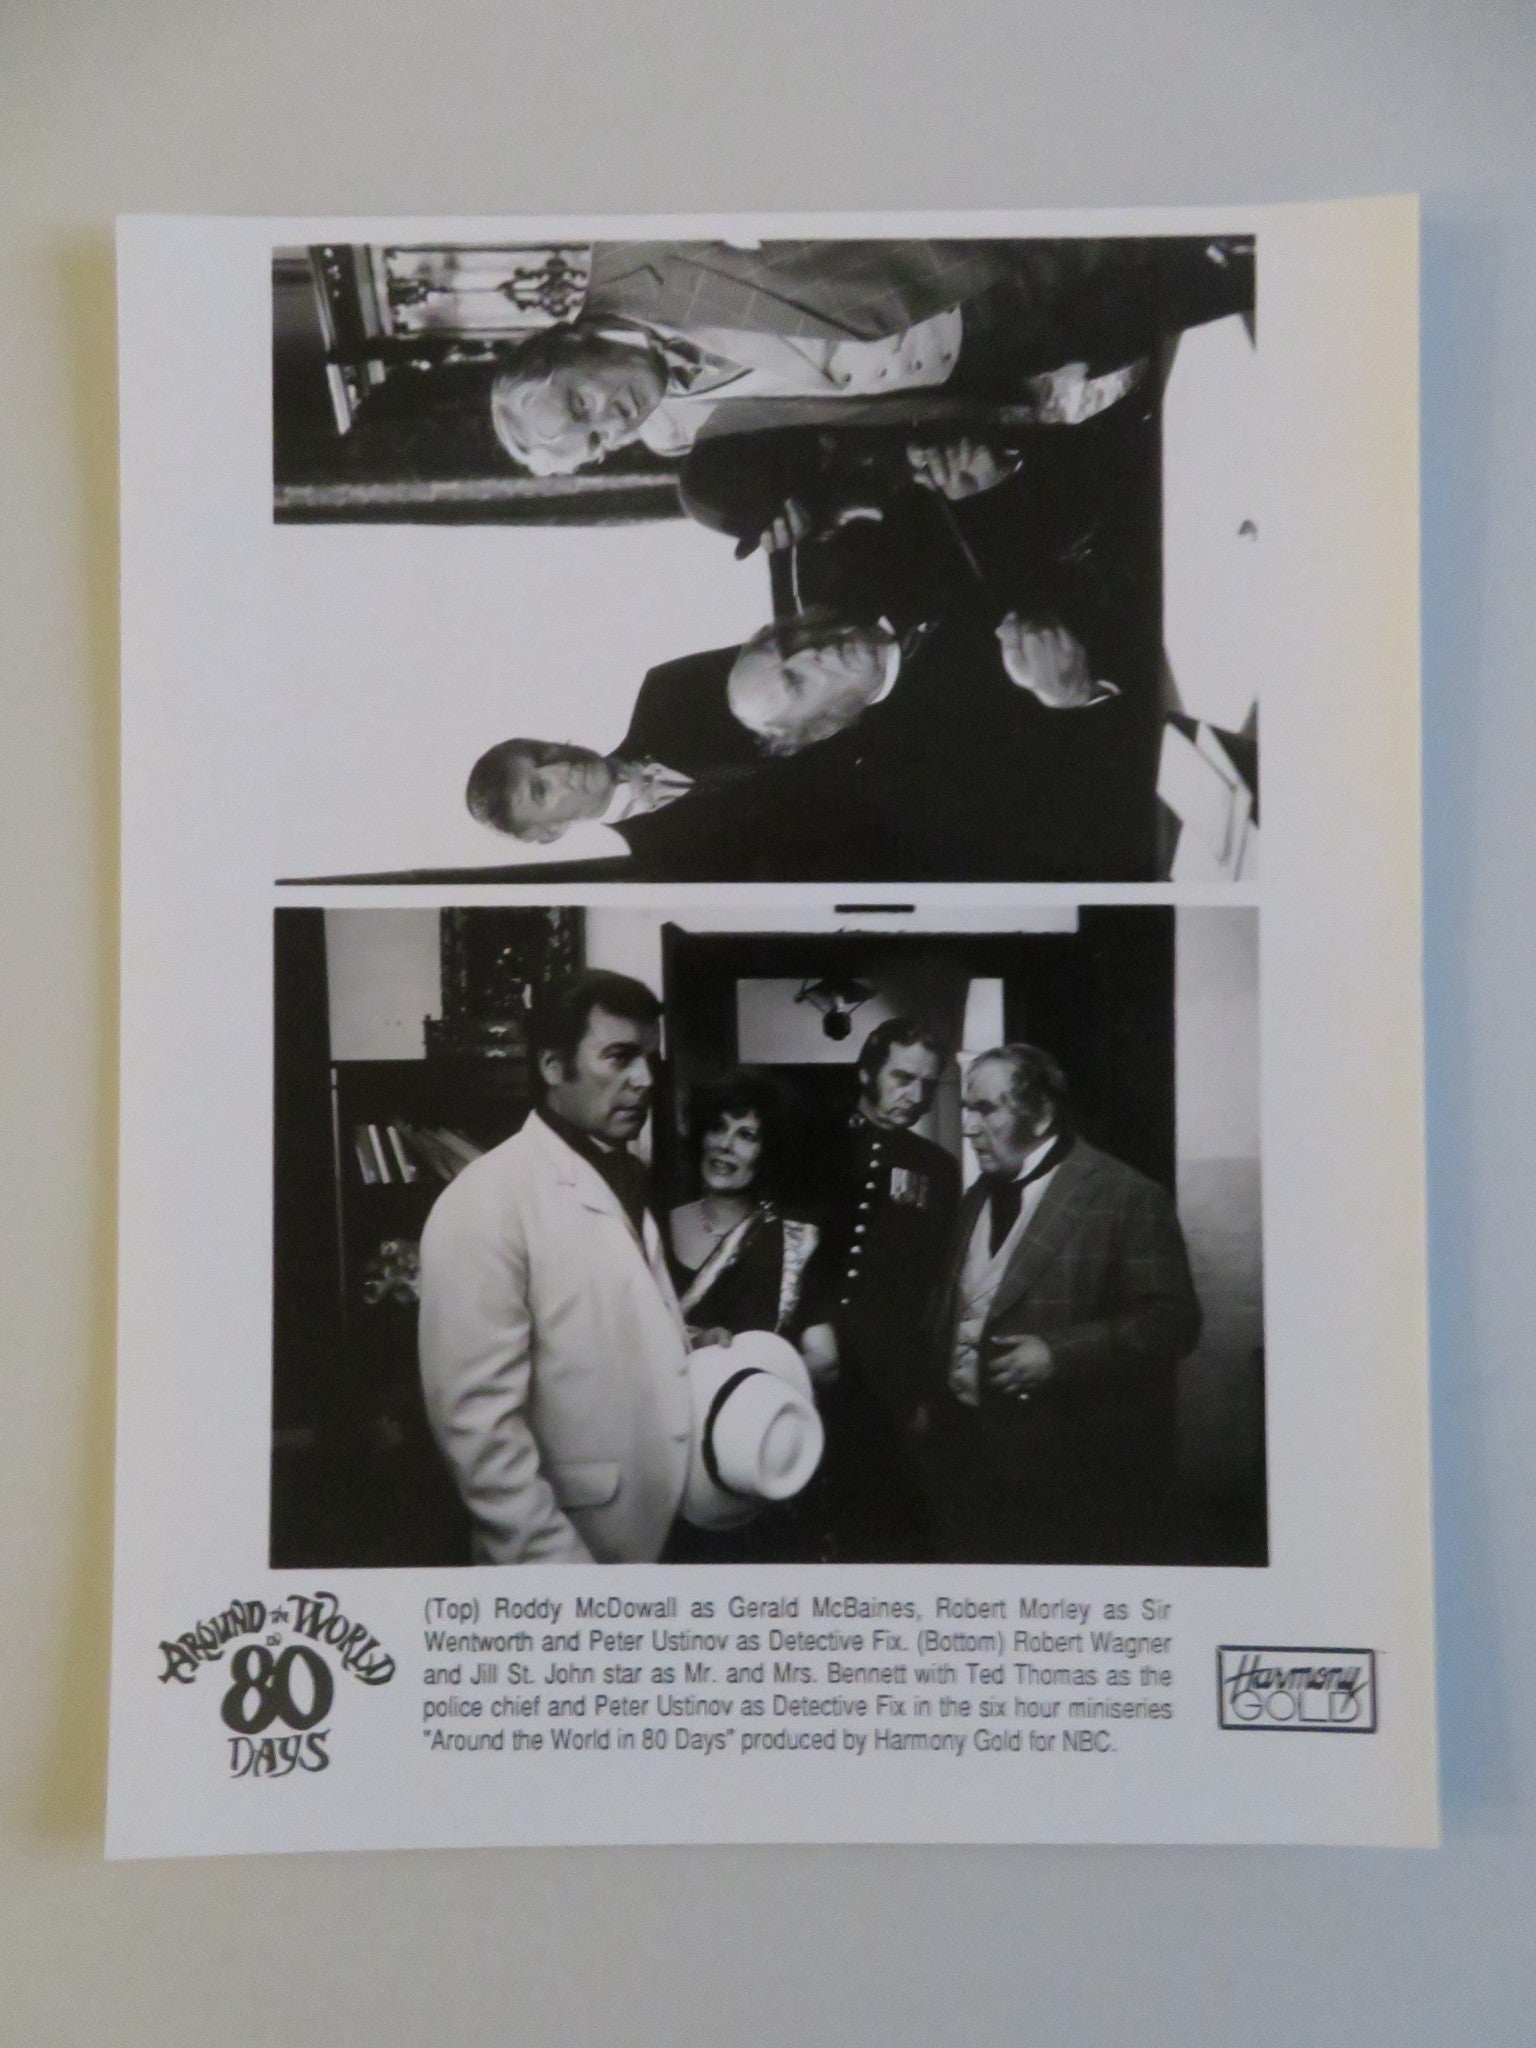 AROUND the WORLD
IN
80
DAYS
(Top) Roddy McDowall as Gerald McBaines, Robert Morley as Sir
Wentworth and Peter Ustinov as Detective Fix. (Bottom) Robert Wagner
and Jill St. John star as Mr. and Mrs. Bennett with Ted Thomas as the
police chief and Peter Ustinov as Detective Fix in the six hour miniseries
"Around the World in 80 Days" produced by Harmony Gold for NBC.
Harmony
GOLD